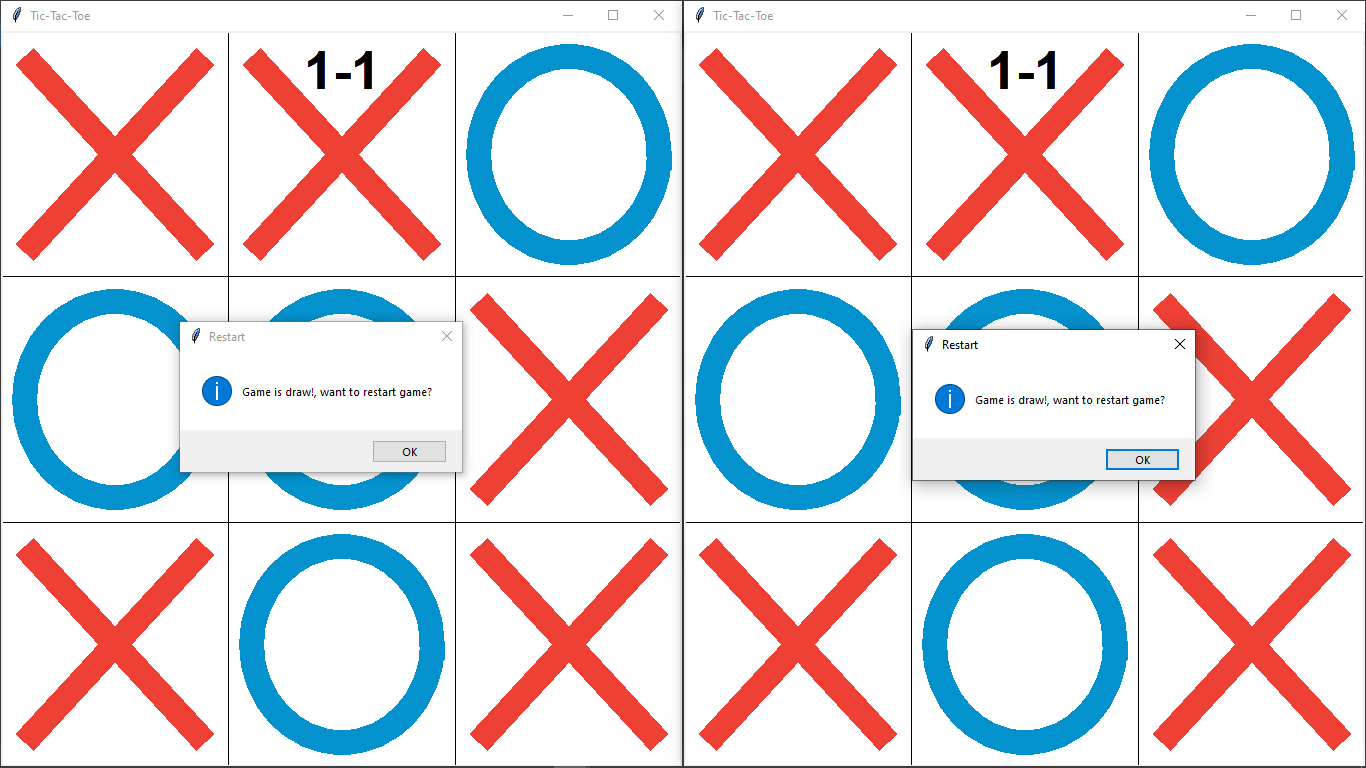 Tic-Tac-Toe
1-1
Restart
Game is draw!, want to restart game?
OK
Tic-Tac-Toe
1-1
Restart
Game is draw!, want to restart game?
OK